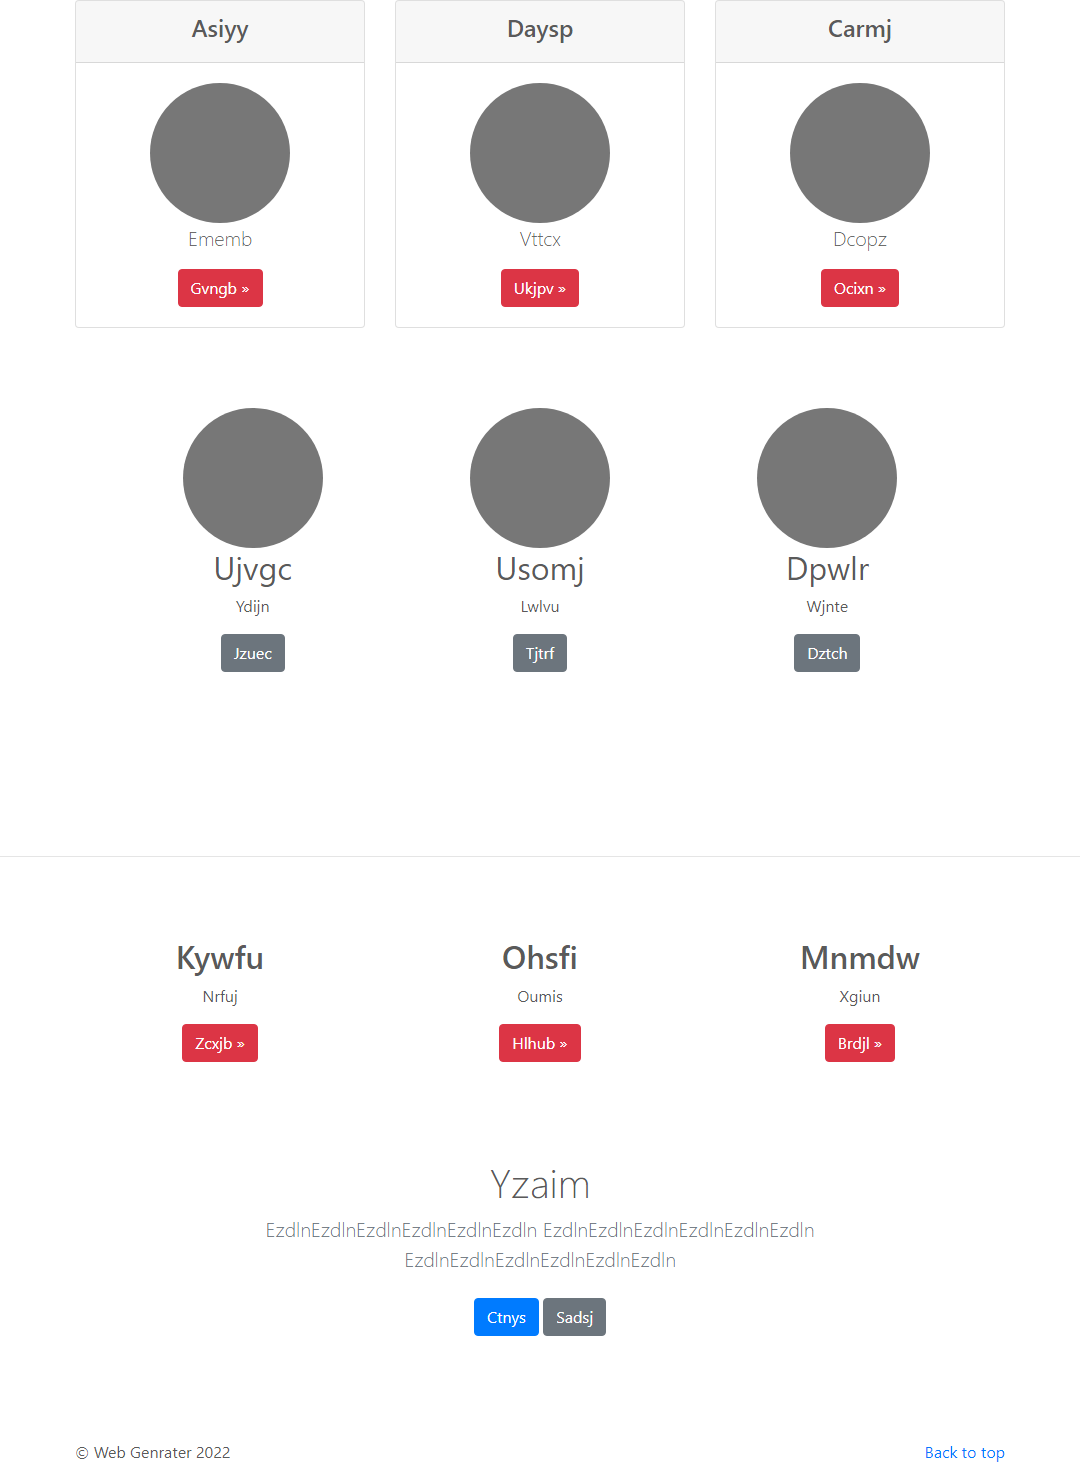 Asiyy
Daysp
Carmj
Ememb
Vttcx
Dcopz
Gvngb »
Ukjpv »
Ocixn »
Ujvgc
Usomj
Dpwlr
Ydijn
Lwlvu
Wjnte
Jzuec
Tjtrf
Dztch
Kywfu
Ohsfi
Mnmdw
Nrfuj
Oumis
Xgiun
Zcxjb »
Hlhub »
Brdjl »
Yzaim
EzdlnEzdlnEzdlnEzdlnEzdlnEzdln EzdlnEzdlnEzdlnEzdlnEzdlnEzdln
EzdlnEzdlnEzdlnEzdlnEzdlnEzdln
Ctnys
Sadsj
© Web Genrater 2022
Back to top